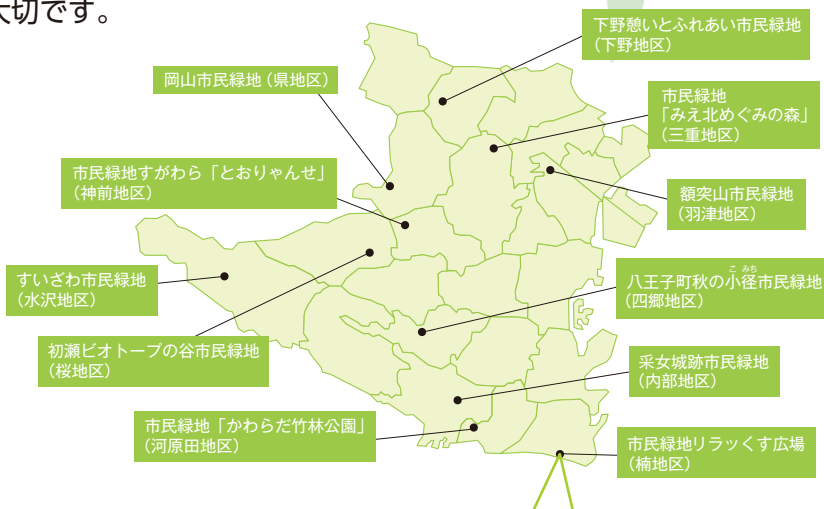 大切です。
下野憩いとふれあい市民緑地
（下野地区）
岡山市民緑地（県地区）
市民緑地
「みえ北めぐみの森」
（三重地区）
市民緑地すがわら「とおりゃんせ」
（神前地区）
額突山市民緑地
（羽津地区）
すいざわ市民緑地
（水沢地区）
こ みち
八王子町秋の小径市民緑地
（四郷地区）
初瀬ビオトープの谷市民緑地
（桜地区）
采女城跡市民緑地
（内部地区）
市民緑地「かわらだ竹林公園」
（河原田地区）
市民緑地リラッくす広場
（楠地区）